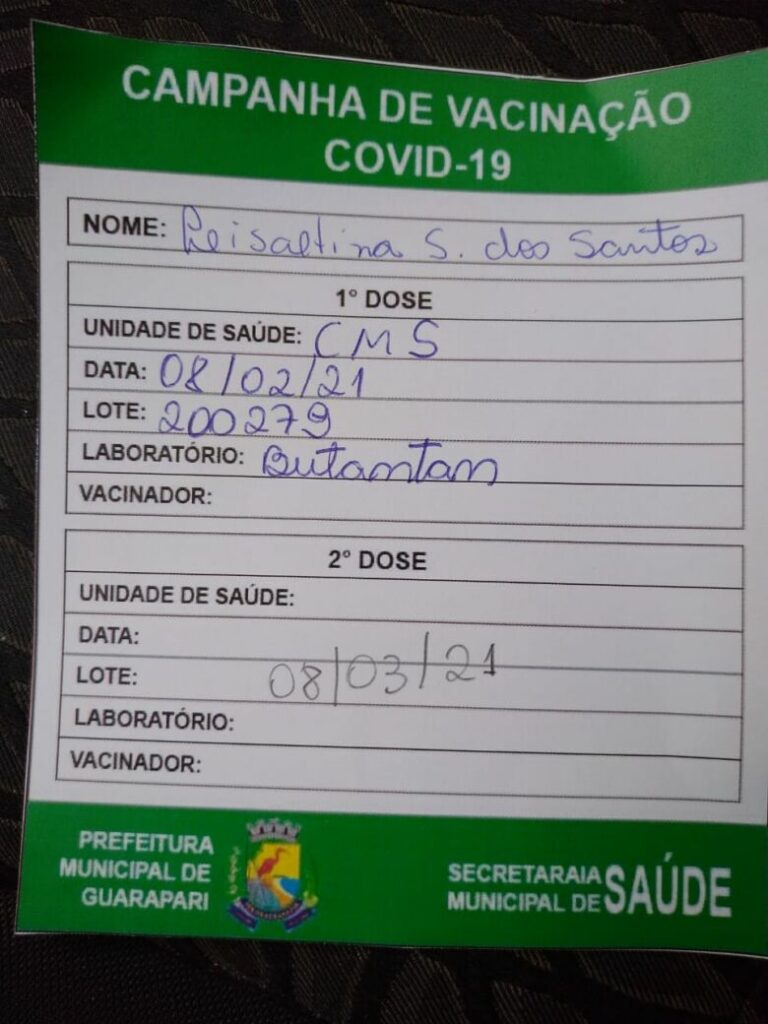 CAMPANHA DE VACINAÇÃO
COVID-19
NOME: Leisaltina S. dos Santos
1° DOSE
UNIDADE DE SAÚDE: CMS
DATA: 08/02/21
LOTE: 200279
LABORATÓRIO: Butantan
VACINADOR:
2° DOSE
UNIDADE DE SAÚDE:
DATA:
LOTE: 08/03/21
LABORATÓRIO:
VACINADOR:
PREFEITURA
MUNICIPAL DE
GUARAPARI
SECRETARAIA
MUNICIPAL DE SAÚDE